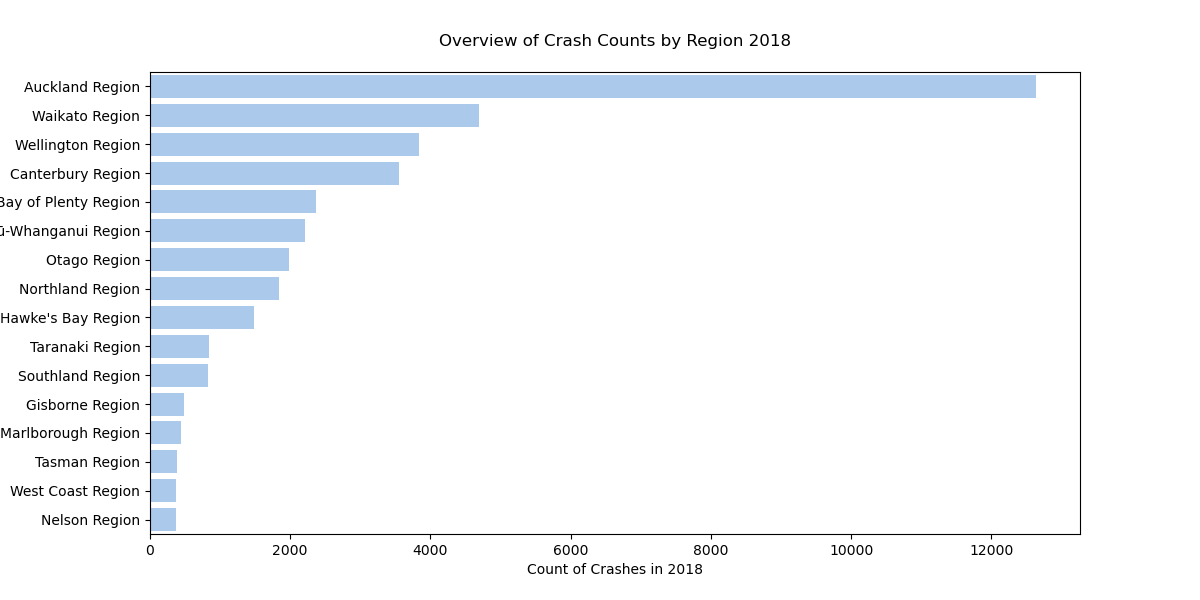 Overview of Crash Counts by Region 2018
Auckland Region
Waikato Region
Wellington Region
Canterbury Region
Bay of Plenty Region
ū-Whanganui Region
Otago Region
Northland Region
Hawke's Bay Region
Taranaki Region
Southland Region
Gisborne Region
Marlborough Region
Tasman Region
West Coast Region
Nelson Region
0 2000 4000 6000 8000 10000 12000
Count of Crashes in 2018